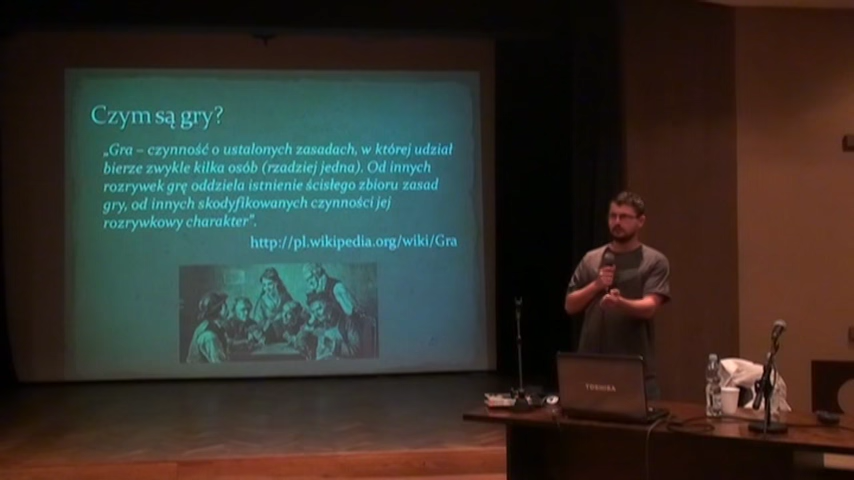 Czym są gry?
„Gra – czynność o ustalonych zasadach, w której udział
bierze zwykle kilka osób (rzadziej jedna). Od innych
rozrywek grę oddziela istnienie ścisłego zbioru zasad
gry, od innych skodyfikowanych czynności jej
rozrywkowy charakter”.
http://pl.wikipedia.org/wiki/Gra
TOSHIBA